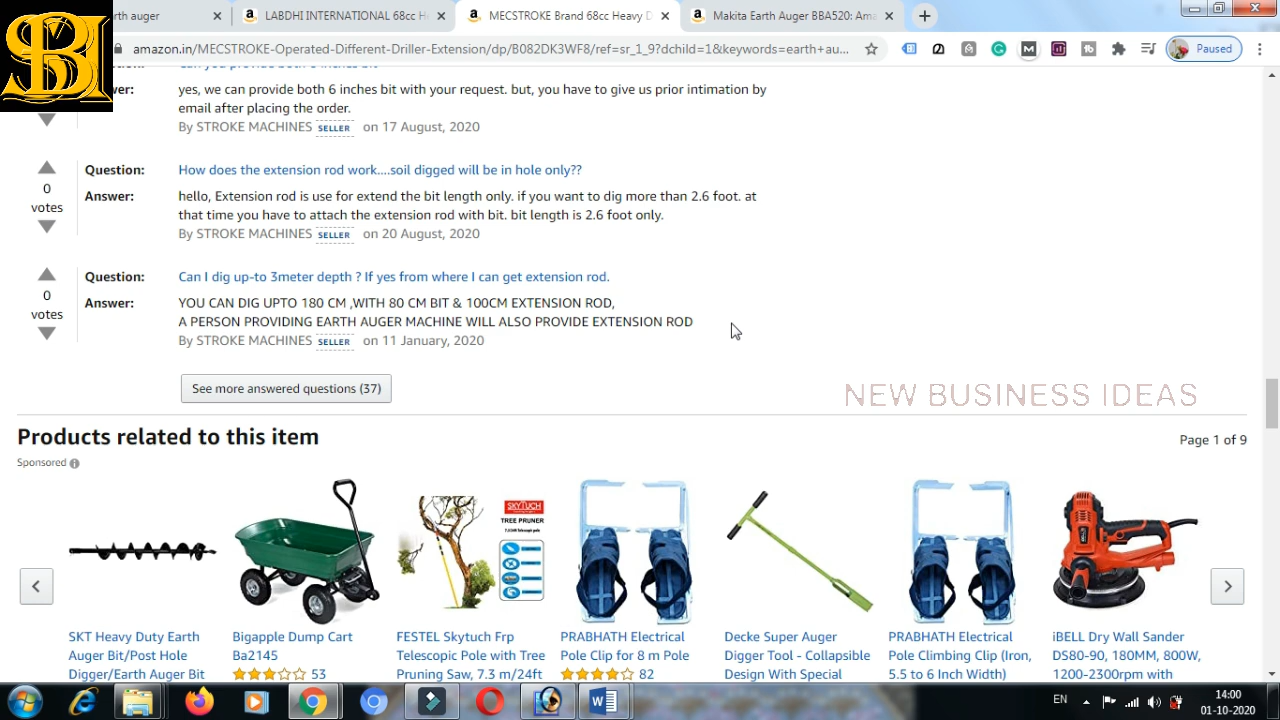 earth auger
LABDHI INTERNATIONAL 68cc H
MECSTROKE Brand 68cc Heavy D
Makita Earth Auger BBA520: Ama
amazon.in/MECSTROKE-Operated-Different-Driller-Extension/dp/B082DK3WF8/ref=sr_1_9?dchild=1&keywords=earth-au...
Paused
SBI
yes, we can provide both 6 inches bit with your request. but, you have to give us prior intimation by
email after placing the order.
By STROKE MACHINES SELLER on 17 August, 2020
Question: How does the extension rod work....soil digged will be in hole only??
0
votes
Answer: hello, Extension rod is use for extend the bit length only. if you want to dig more than 2.6 foot. at
that time you have to attach the extension rod with bit. bit length is 2.6 foot only.
By STROKE MACHINES SELLER on 20 August, 2020
Question: Can I dig up-to 3meter depth ? If yes from where I can get extension rod.
0
votes
Answer: YOU CAN DIG UPTO 180 CM ,WITH 80 CM BIT & 100CM EXTENSION ROD,
A PERSON PROVIDING EARTH AUGER MACHINE WILL ALSO PROVIDE EXTENSION ROD
By STROKE MACHINES SELLER on 11 January, 2020
See more answered questions (37)
NEW BUSINESS IDEAS
Products related to this item
Page 1 of 9
Sponsored
SKYTUCH
TREE PRUNER
SKT Heavy Duty Earth
Auger Bit/Post Hole
Digger/Earth Auger Bit
Bigapple Dump Cart
Ba2145
53
FESTEL Skytuch Frp
Telescopic Pole with Tree
Pruning Saw, 7.3 m/24ft
PRABHATH Electrical
Pole Clip for 8 m Pole
82
Decke Super Auger
Digger Tool - Collapsible
Design With Special
PRABHATH Electrical
Pole Climbing Clip (Iron,
5.5 to 6 Inch Width)
iBELL Dry Wall Sander
DS80-90, 180MM, 800W,
1200-2300rpm with
EN
14:00
01-10-2020